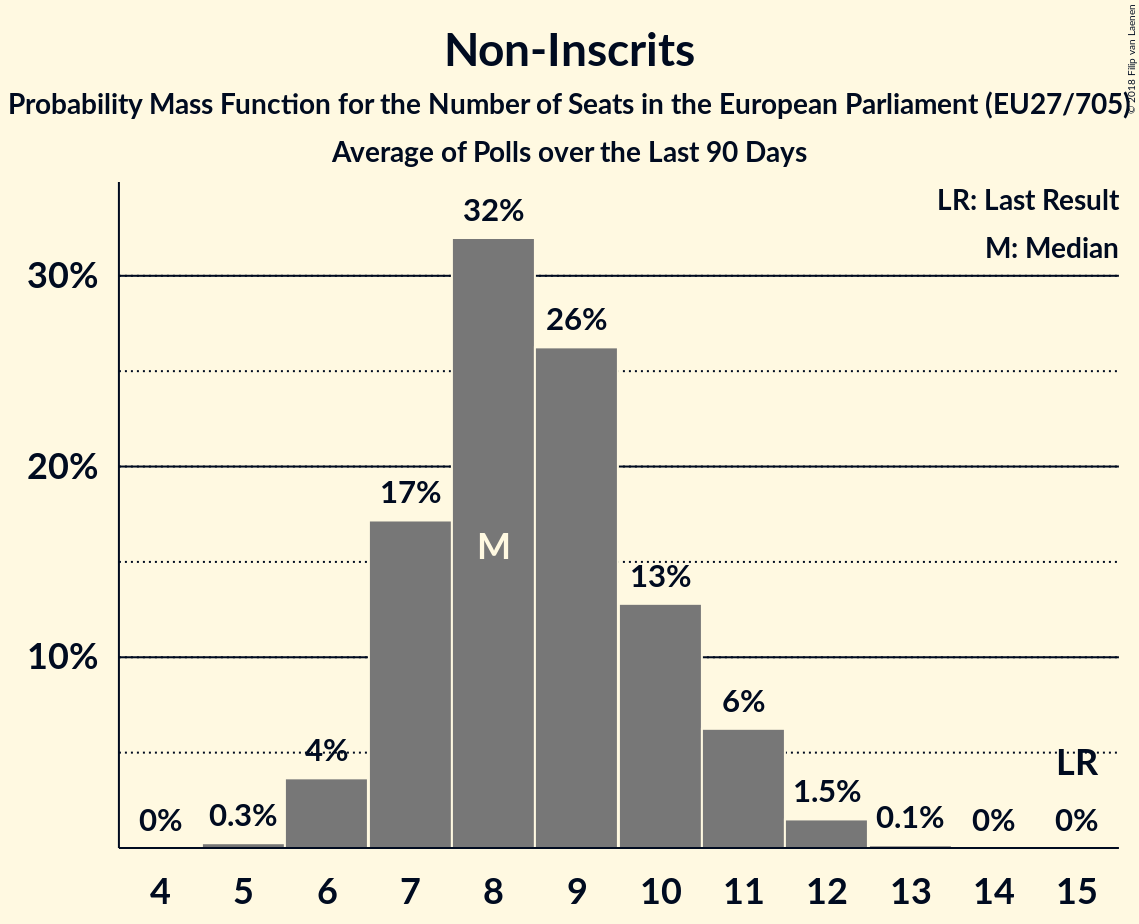 Non-Inscrits
Probability Mass Function for the Number of Seats in the European Parliament (EU27/705)
Average of Polls over the Last 90 Days
© 2018 Filip van Laenen
LR: Last Result
M: Median
30%
20%
10%
0%
0.3%
4%
17%
32%
M
26%
13%
6%
1.5%
0.1%
0%
LR
0%
4 5 6 7 8 9 10 11 12 13 14 15